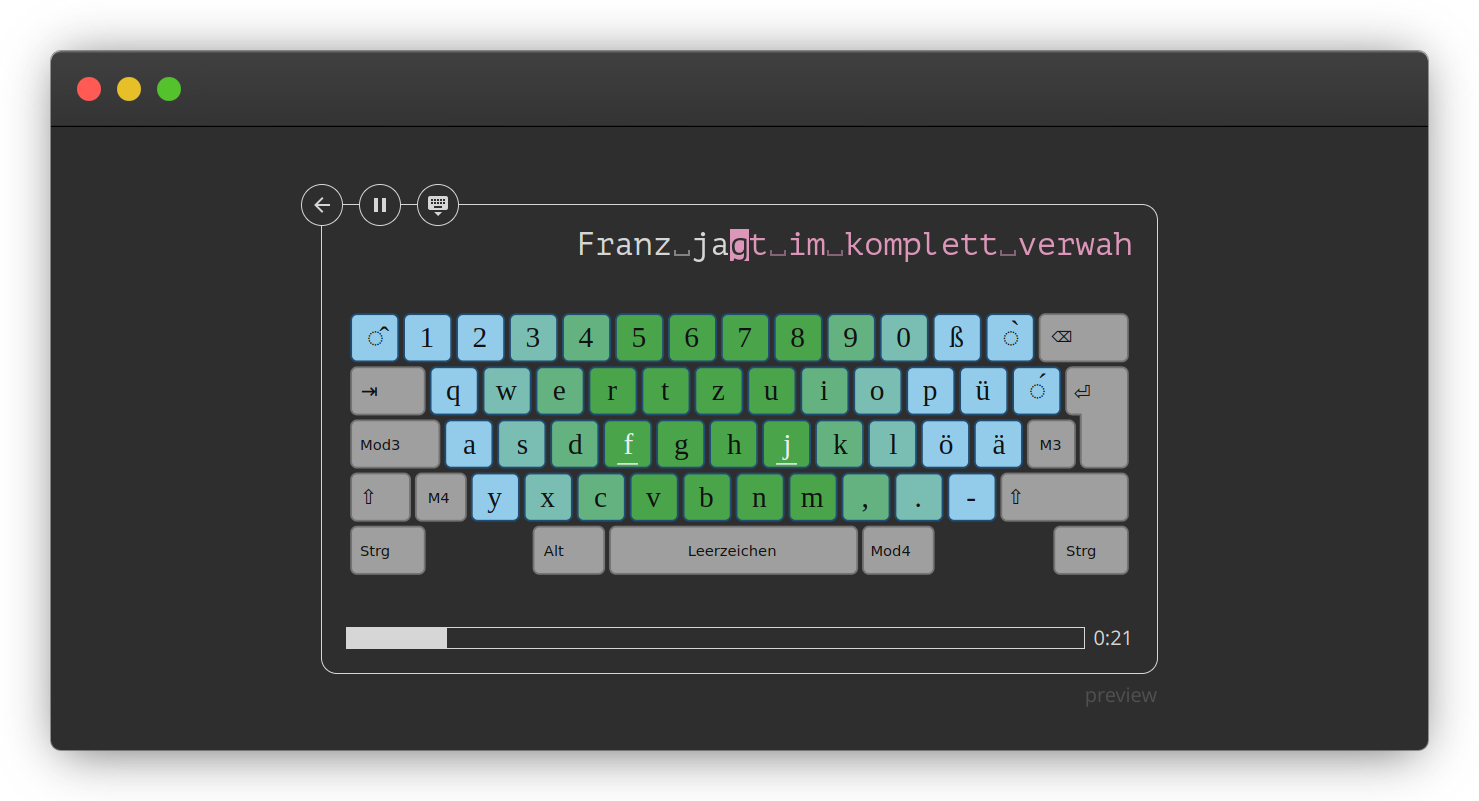 Franz␣jagt␣im␣komplett␣verwah
◌̂ 1 2 3 4 5 6 7 8 9 0 ß ◌̀ ⌫
⇥ q w e r t z u i o p ü ◌́ ⏎
Mod3 a s d f g h j k l ö ä M3
⇧ M4 y x c v b n m , . - ⇧
Strg Alt Leerzeichen Mod4 Strg
0:21
preview